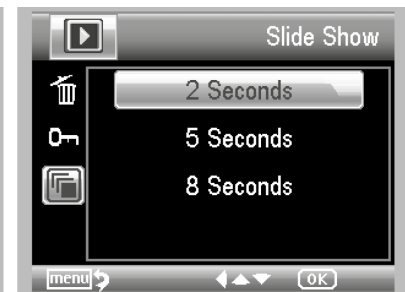 Slide Show
2 Seconds
5 Seconds
8 Seconds
menu OK